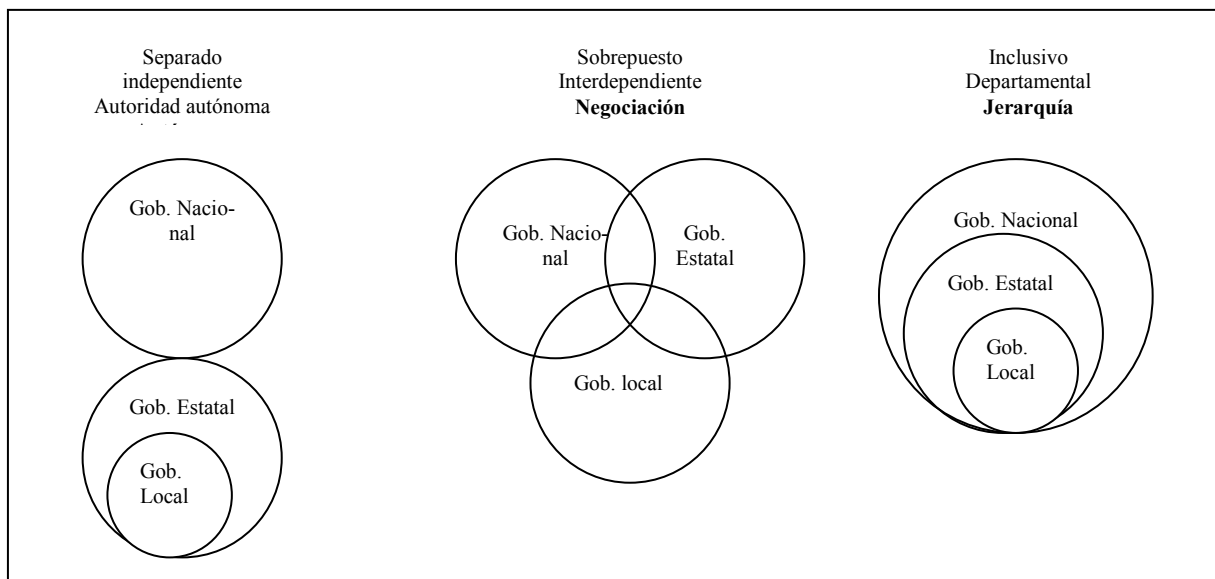 Separado
independiente
Autoridad autónoma
Gob. Nacio-
nal
Gob. Estatal
Gob.
Local
Sobrepuesto
Interdependiente
Negociación
Gob. Nacio-
nal
Gob.
Estatal
Gob. local
Inclusivo
Departamental
Jerarquía
Gob. Nacional
Gob. Estatal
Gob.
Local